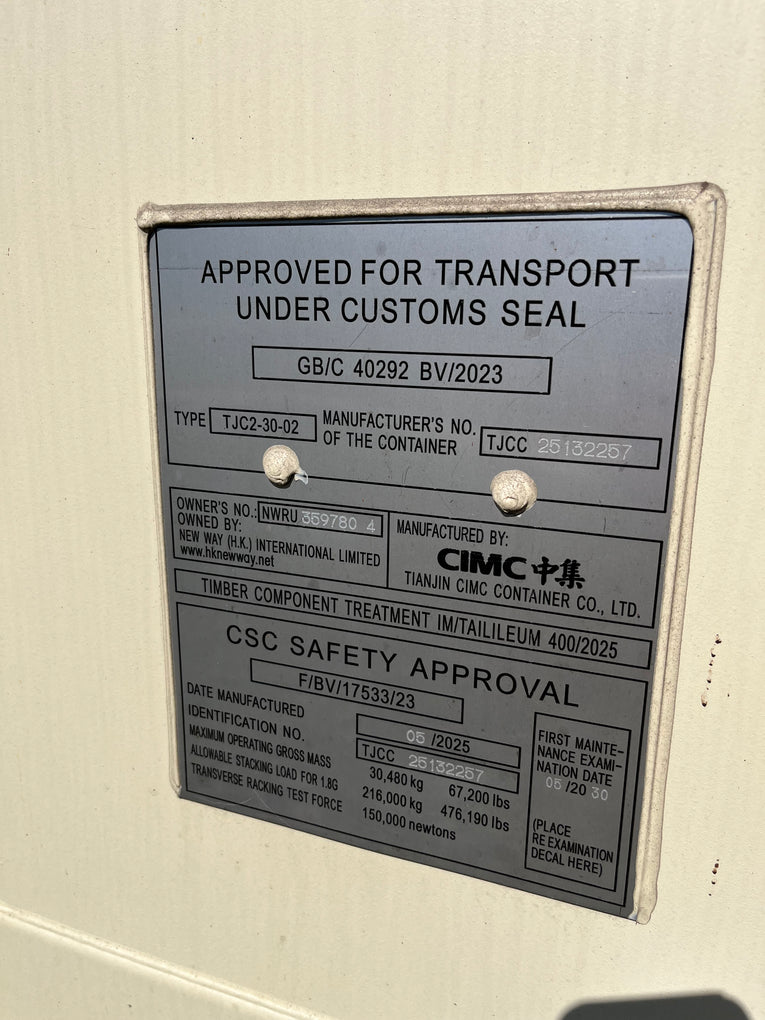 APPROVED FOR TRANSPORT
UNDER CUSTOMS SEAL
GB/C 40292 BV/2023
TYPE TJC2-30-02
MANUFACTURER'S NO.
OF THE CONTAINER
TJCC 25132257
OWNER'S NO.: NWRU 359780 4
OWNED BY:
NEW WAY (H.K.) INTERNATIONAL LIMITED
www.hknewway.net
MANUFACTURED BY:
CIMC中集
TIANJIN CIMC CONTAINER CO., LTD.
TIMBER COMPONENT TREATMENT IM/TAILILEUM 400/2025
CSC SAFETY APPROVAL
F/BV/17533/23
DATE MANUFACTURED 05 /2025
IDENTIFICATION NO. TJCC 25132257
MAXIMUM OPERATING GROSS MASS 30,480 kg 67,200 lbs
ALLOWABLE STACKING LOAD FOR 1.8G 216,000 kg 476,190 lbs
TRANSVERSE RACKING TEST FORCE 150,000 newtons
FIRST MAINTE-
NANCE EXAMI-
NATION DATE
05 /20 30
(PLACE
RE EXAMINATION
DECAL HERE)